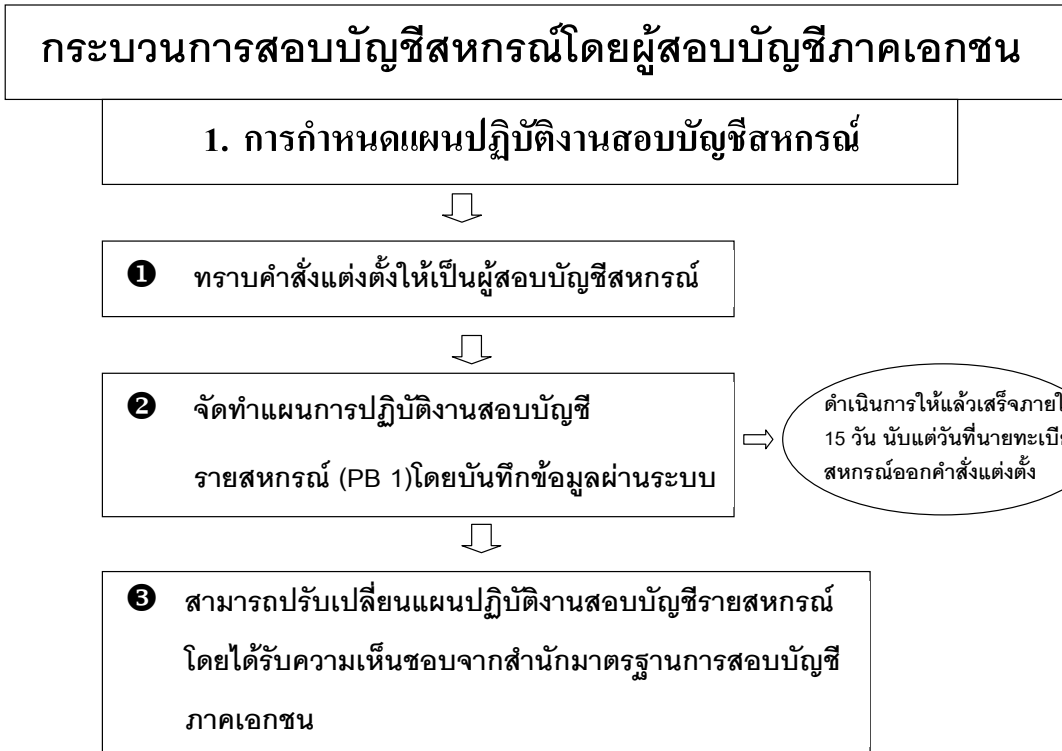 กระบวนการสอบบัญชีสหกรณ์โดยผู้สอบบัญชีภาคเอกชน
1. การกำหนดแผนปฏิบัติงานสอบบัญชีสหกรณ์
❶ ทราบคำสั่งแต่งตั้งให้เป็นผู้สอบบัญชีสหกรณ์
❷ จัดทำแผนการปฏิบัติงานสอบบัญชี
รายสหกรณ์ (PB 1)โดยบันทึกข้อมูลผ่านระบบ
ดำเนินการให้แล้วเสร็จ
15 วัน นับแต่วันที่
สหกรณ์ออกคำสั่งแต่งตั้ง
❸ สามารถปรับเปลี่ยนแผนปฏิบัติงานสอบบัญชีรายสหกรณ์
โดยได้รับความเห็นชอบจากสำนักมาตรฐานการสอบบัญชี
ภาคเอกชน